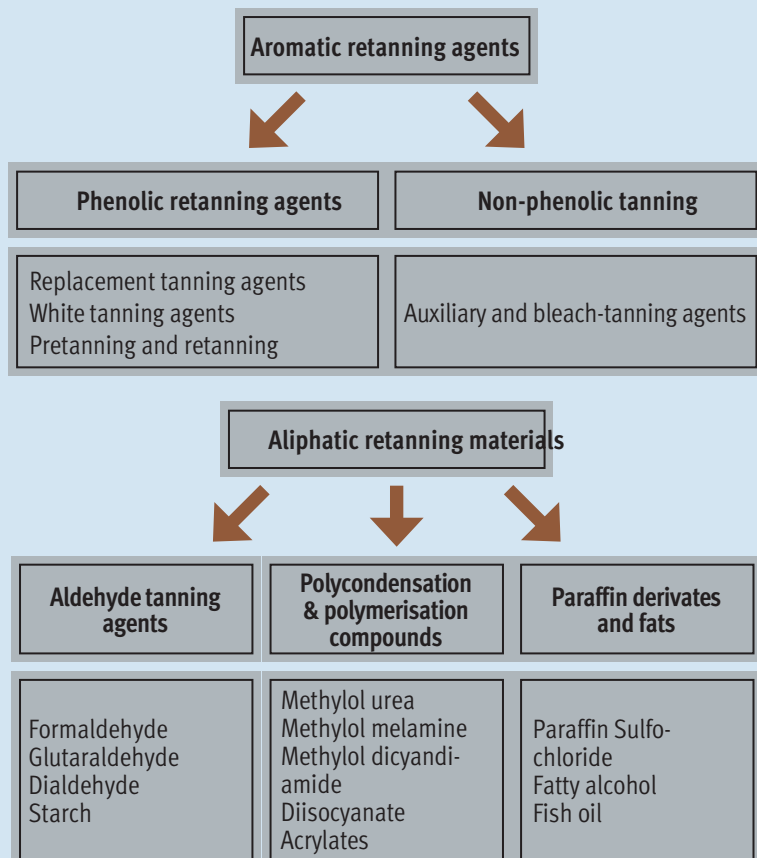 Aromatic retanning agents
Phenolic retanning agents
Non-phenolic tanning
Replacement tanning agents
White tanning agents
Pretanning and retanning
Auxiliary and bleach-tanning agents
Aliphatic retanning materials
Aldehyde tanning
agents
Polycondensation
& polymerisation
compounds
Paraffin derivates
and fats
Formaldehyde
Glutaraldehyde
Dialdehyde
Starch
Methylol urea
Methylol melamine
Methylol dicyandi-
amide
Diisocyanate
Acrylates
Paraffin Sulfo-
chloride
Fatty alcohol
Fish oil